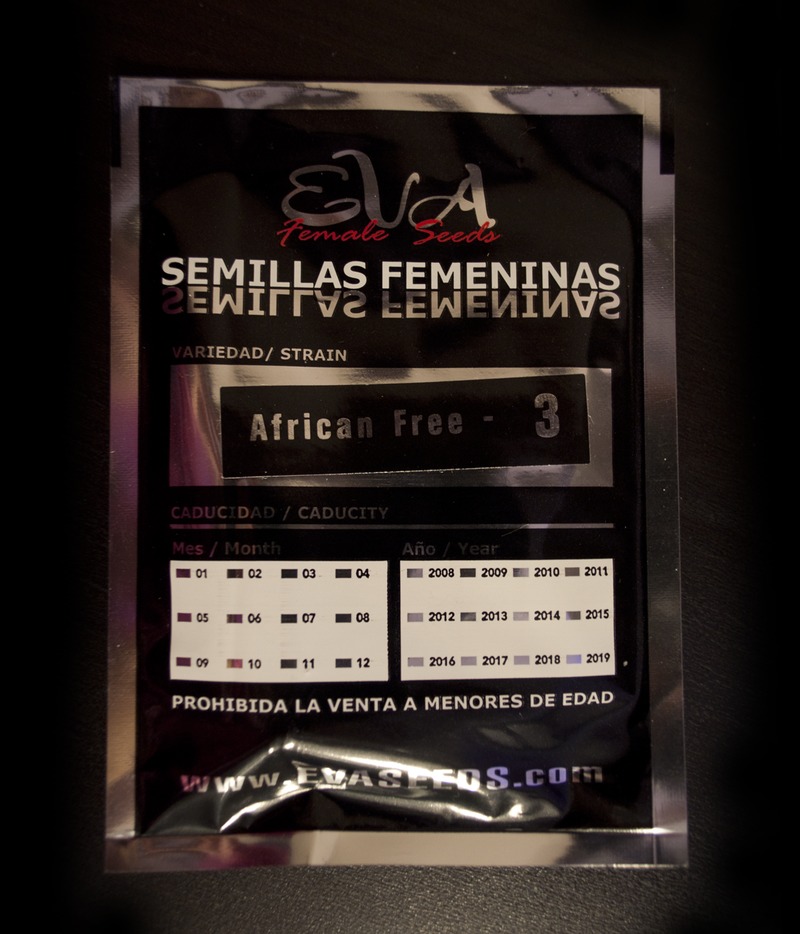 EVA
Female Seeds
SEMILLAS FEMENINAS
SEMILLAS FEMENINAS
VARIEDAD/ STRAIN
African Free - 3
CADUCIDAD / CADUCITY
Mes / Month
Año / Year
01 02 03 04
2008 2009 2010 2011
05 06 07 08
2012 2013 2014 2015
09 10 11 12
2016 2017 2018 2019
PROHIBIDA LA VENTA A MENORES DE EDAD
www.EVASEEDS.com